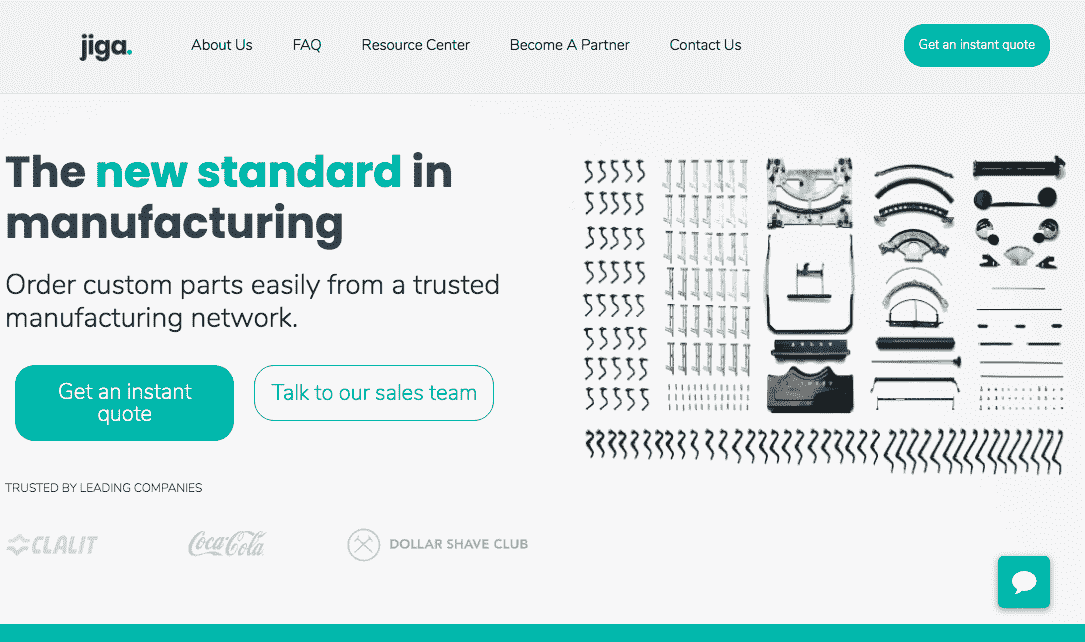 jiga.
About Us
FAQ
Resource Center
Become A Partner
Contact Us
Get an instant quote
The new standard in
manufacturing
Order custom parts easily from a trusted
manufacturing network.
Get an instant
quote
Talk to our sales team
TRUSTED BY LEADING COMPANIES
CLALIT
Coca-Cola
DOLLAR SHAVE CLUB